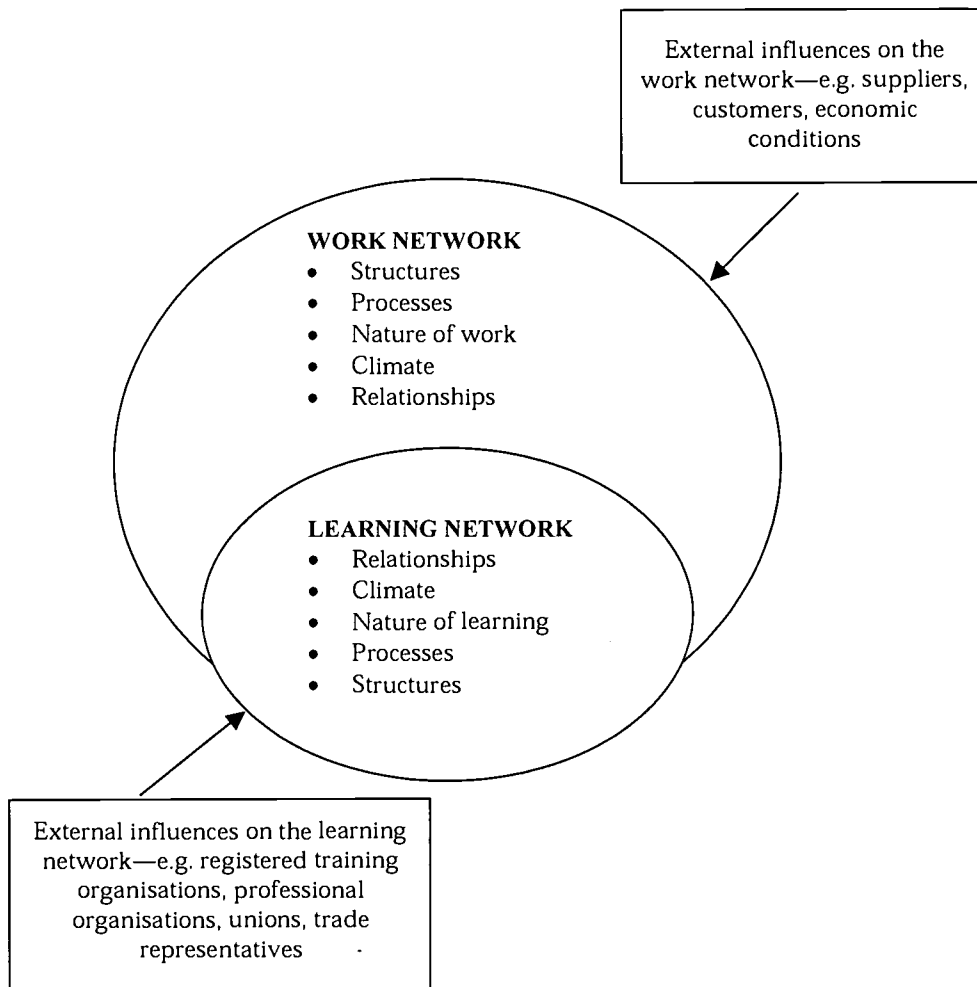 External influences on the
work network—e.g. suppliers,
customers, economic
conditions
WORK NETWORK
• Structures
• Processes
• Nature of work
• Climate
• Relationships
LEARNING NETWORK
• Relationships
• Climate
• Nature of learning
• Processes
• Structures
External influences on the learning
network—e.g. registered training
organisations, professional
organisations, unions, trade
representatives